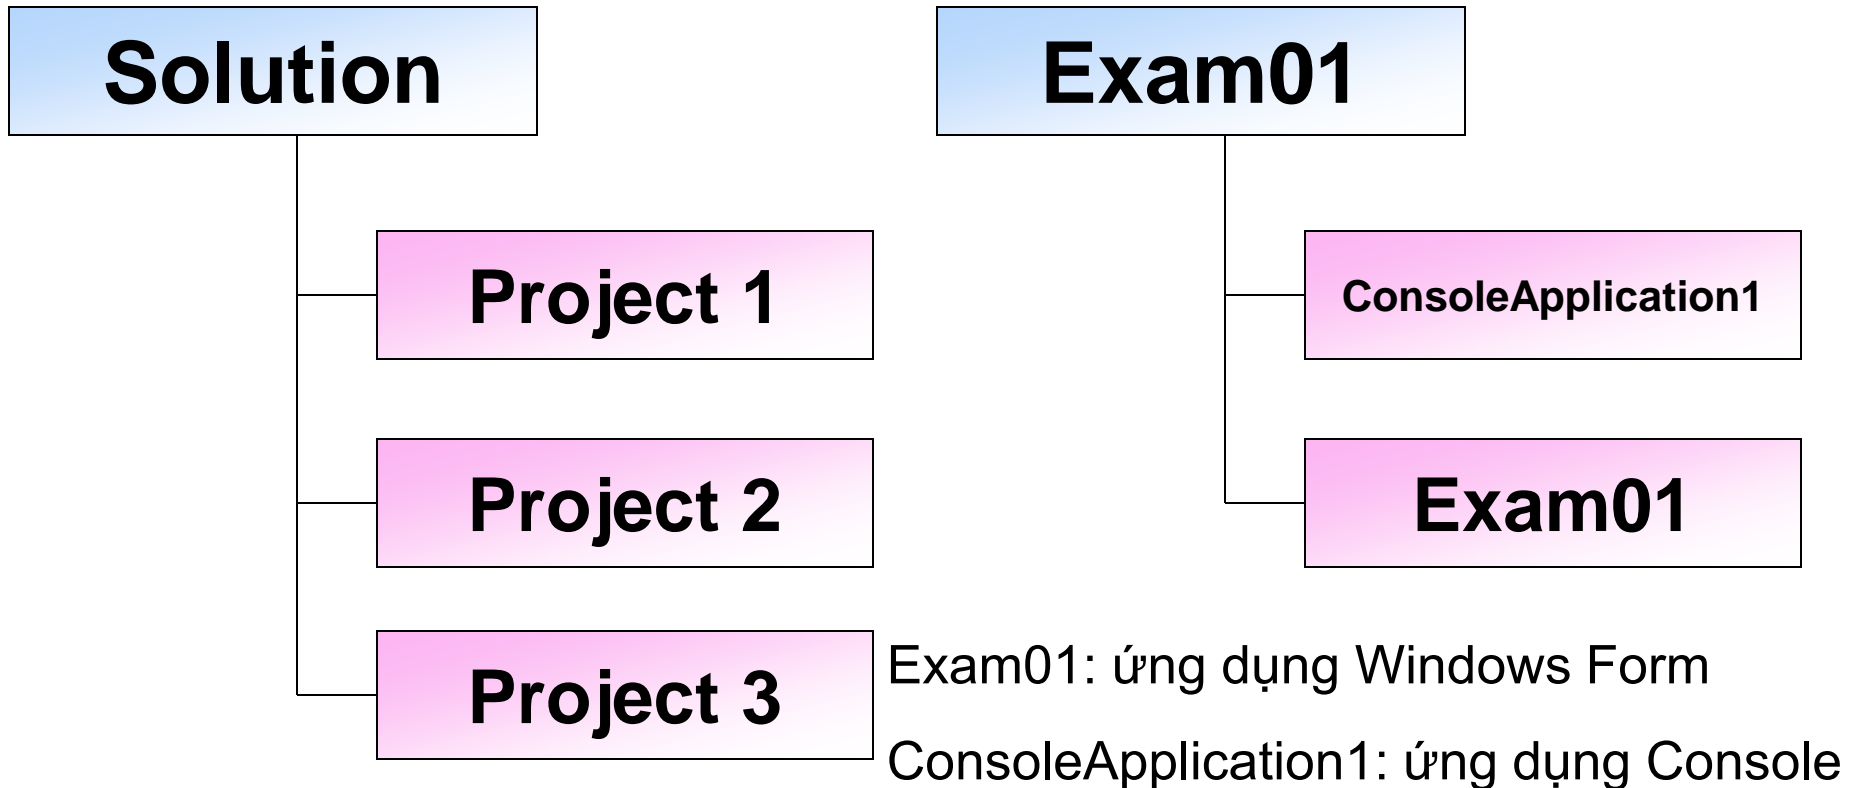 Solution
Project 1
Project 2
Project 3
Exam01
ConsoleApplication1
Exam01
Exam01: ứng dụng Windows Form
ConsoleApplication1: ứng dụng Console